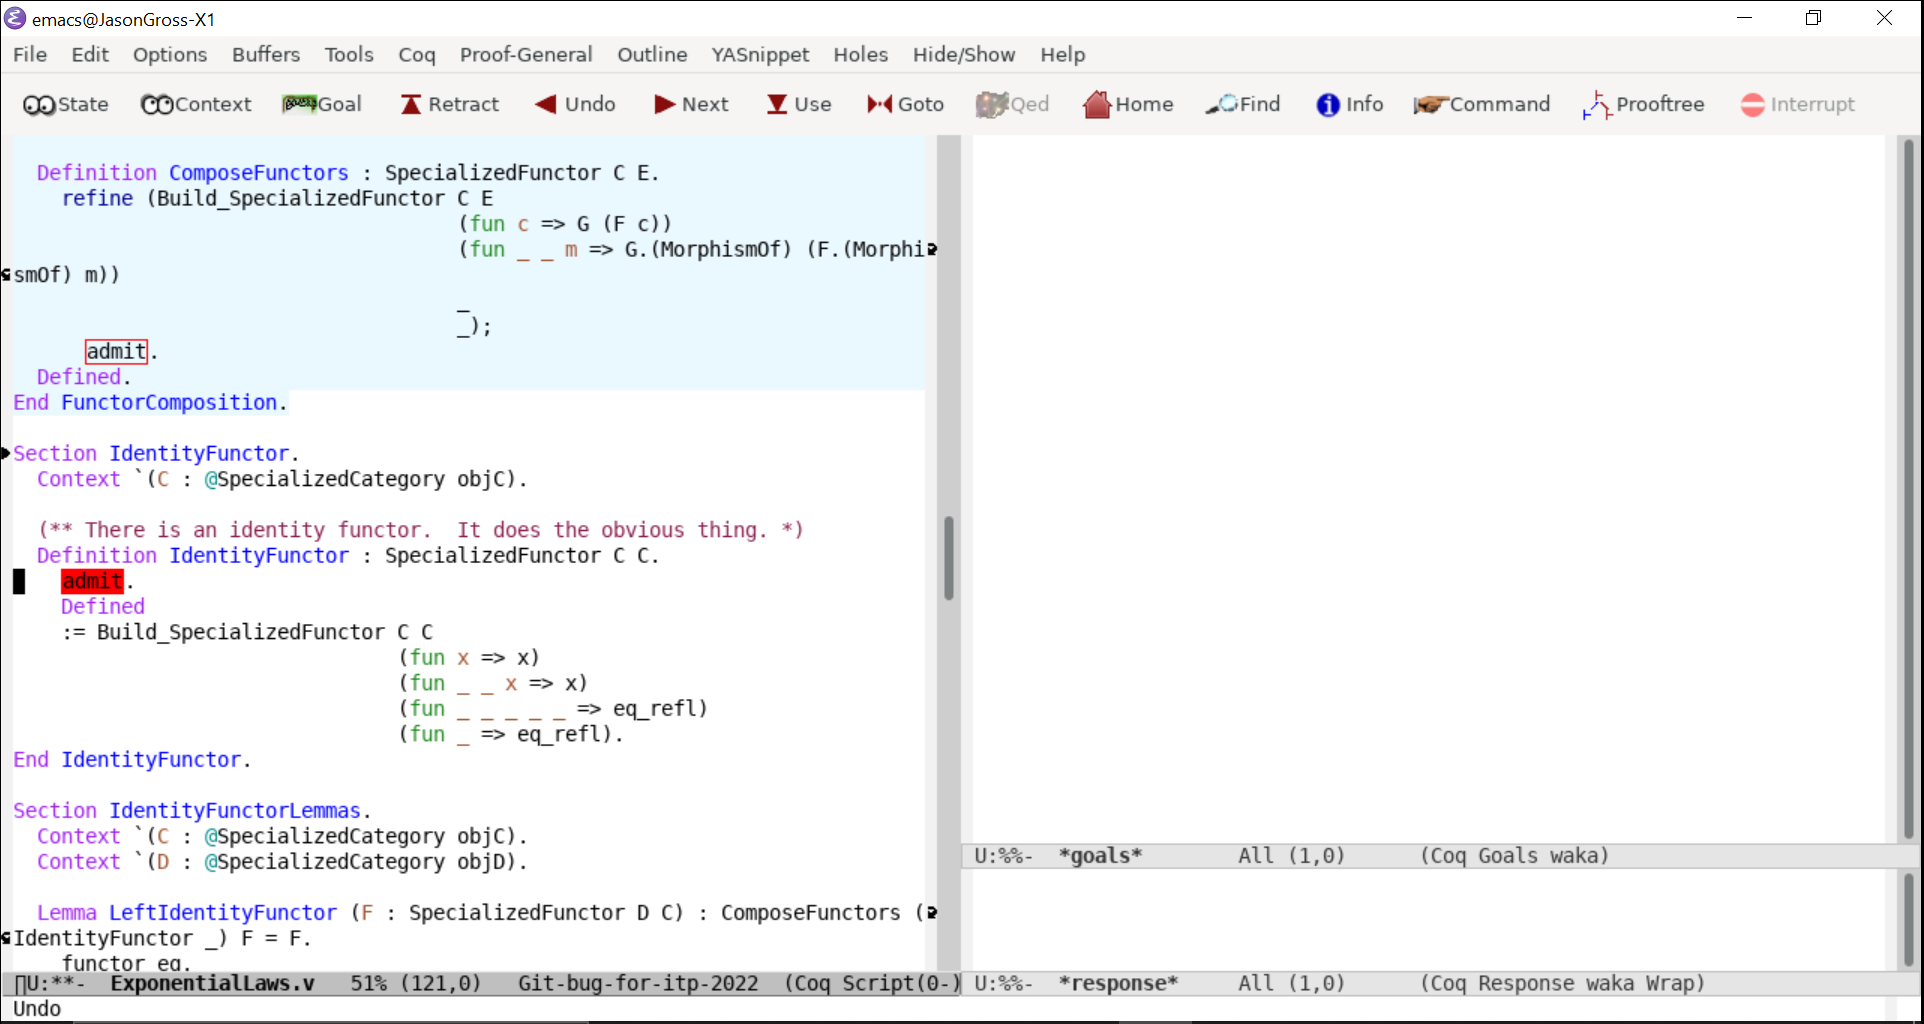 emacs@JasonGross-X1
File Edit Options Buffers Tools Coq Proof-General Outline YASnippet Holes Hide/Show Help
State Context Goal Retract Undo Next Use Goto Qed Home Find Info Command Prooftree Interrupt
Definition ComposeFunctors : SpecializedFunctor C E.
refine (Build_SpecializedFunctor C E
(fun c => G (F c))
(fun _ _ m => G.(MorphismOf) (F.(Morphi
smOf) m))
_
_);
admit.
Defined.
End FunctorComposition.
Section IdentityFunctor.
Context `(C : @SpecializedCategory objC).
(** There is an identity functor.  It does the obvious thing. *)
Definition IdentityFunctor : SpecializedFunctor C C.
admit.
Defined
:= Build_SpecializedFunctor C C
(fun x => x)
(fun _ _ x => x)
(fun _ _ _ _ _ => eq_refl)
(fun _ => eq_refl).
End IdentityFunctor.
Section IdentityFunctorLemmas.
Context `(C : @SpecializedCategory objC).
Context `(D : @SpecializedCategory objD).
Lemma LeftIdentityFunctor (F : SpecializedFunctor D C) : ComposeFunctors (
IdentityFunctor _) F = F.
functor_eq.
U:**-  ExponentialLaws.v   51% (121,0)   Git-bug-for-itp-2022  (Coq Script(0-)
U:%%-  *goals*        All (1,0)      (Coq Goals waka)
U:%%-  *response*     All (1,0)      (Coq Response waka Wrap)
Undo